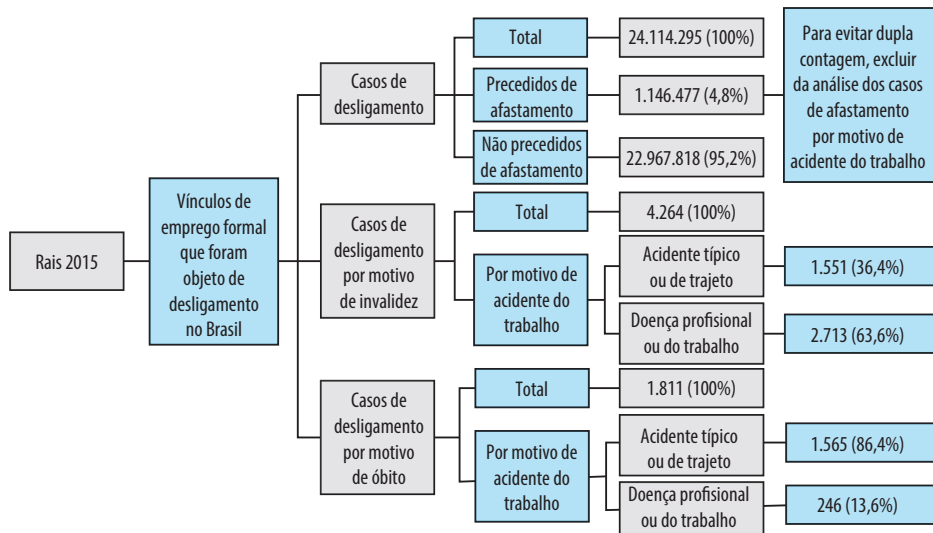 Rais 2015
Vínculos de
emprego formal
que foram
objeto de
desligamento
no Brasil
Casos de
desligamento
Total
24.114.295 (100%)
Precedidos de
afastamento
1.146.477 (4,8%)
Não precedidos
de afastamento
22.967.818 (95,2%)
Para evitar dupla
contagem, excluir
da análise dos casos
de afastamento
por motivo de
acidente do trabalho
Casos de
desligamento
por motivo
de invalidez
Total
4.264 (100%)
Por motivo de
acidente do
trabalho
Acidente típico
ou de trajeto
1.551 (36,4%)
Doença profissional
ou do trabalho
2.713 (63,6%)
Casos de
desligamento
por motivo
de óbito
Total
1.811 (100%)
Por motivo de
acidente do
trabalho
Acidente típico
ou de trajeto
1.565 (86,4%)
Doença profissional
ou do trabalho
246 (13,6%)